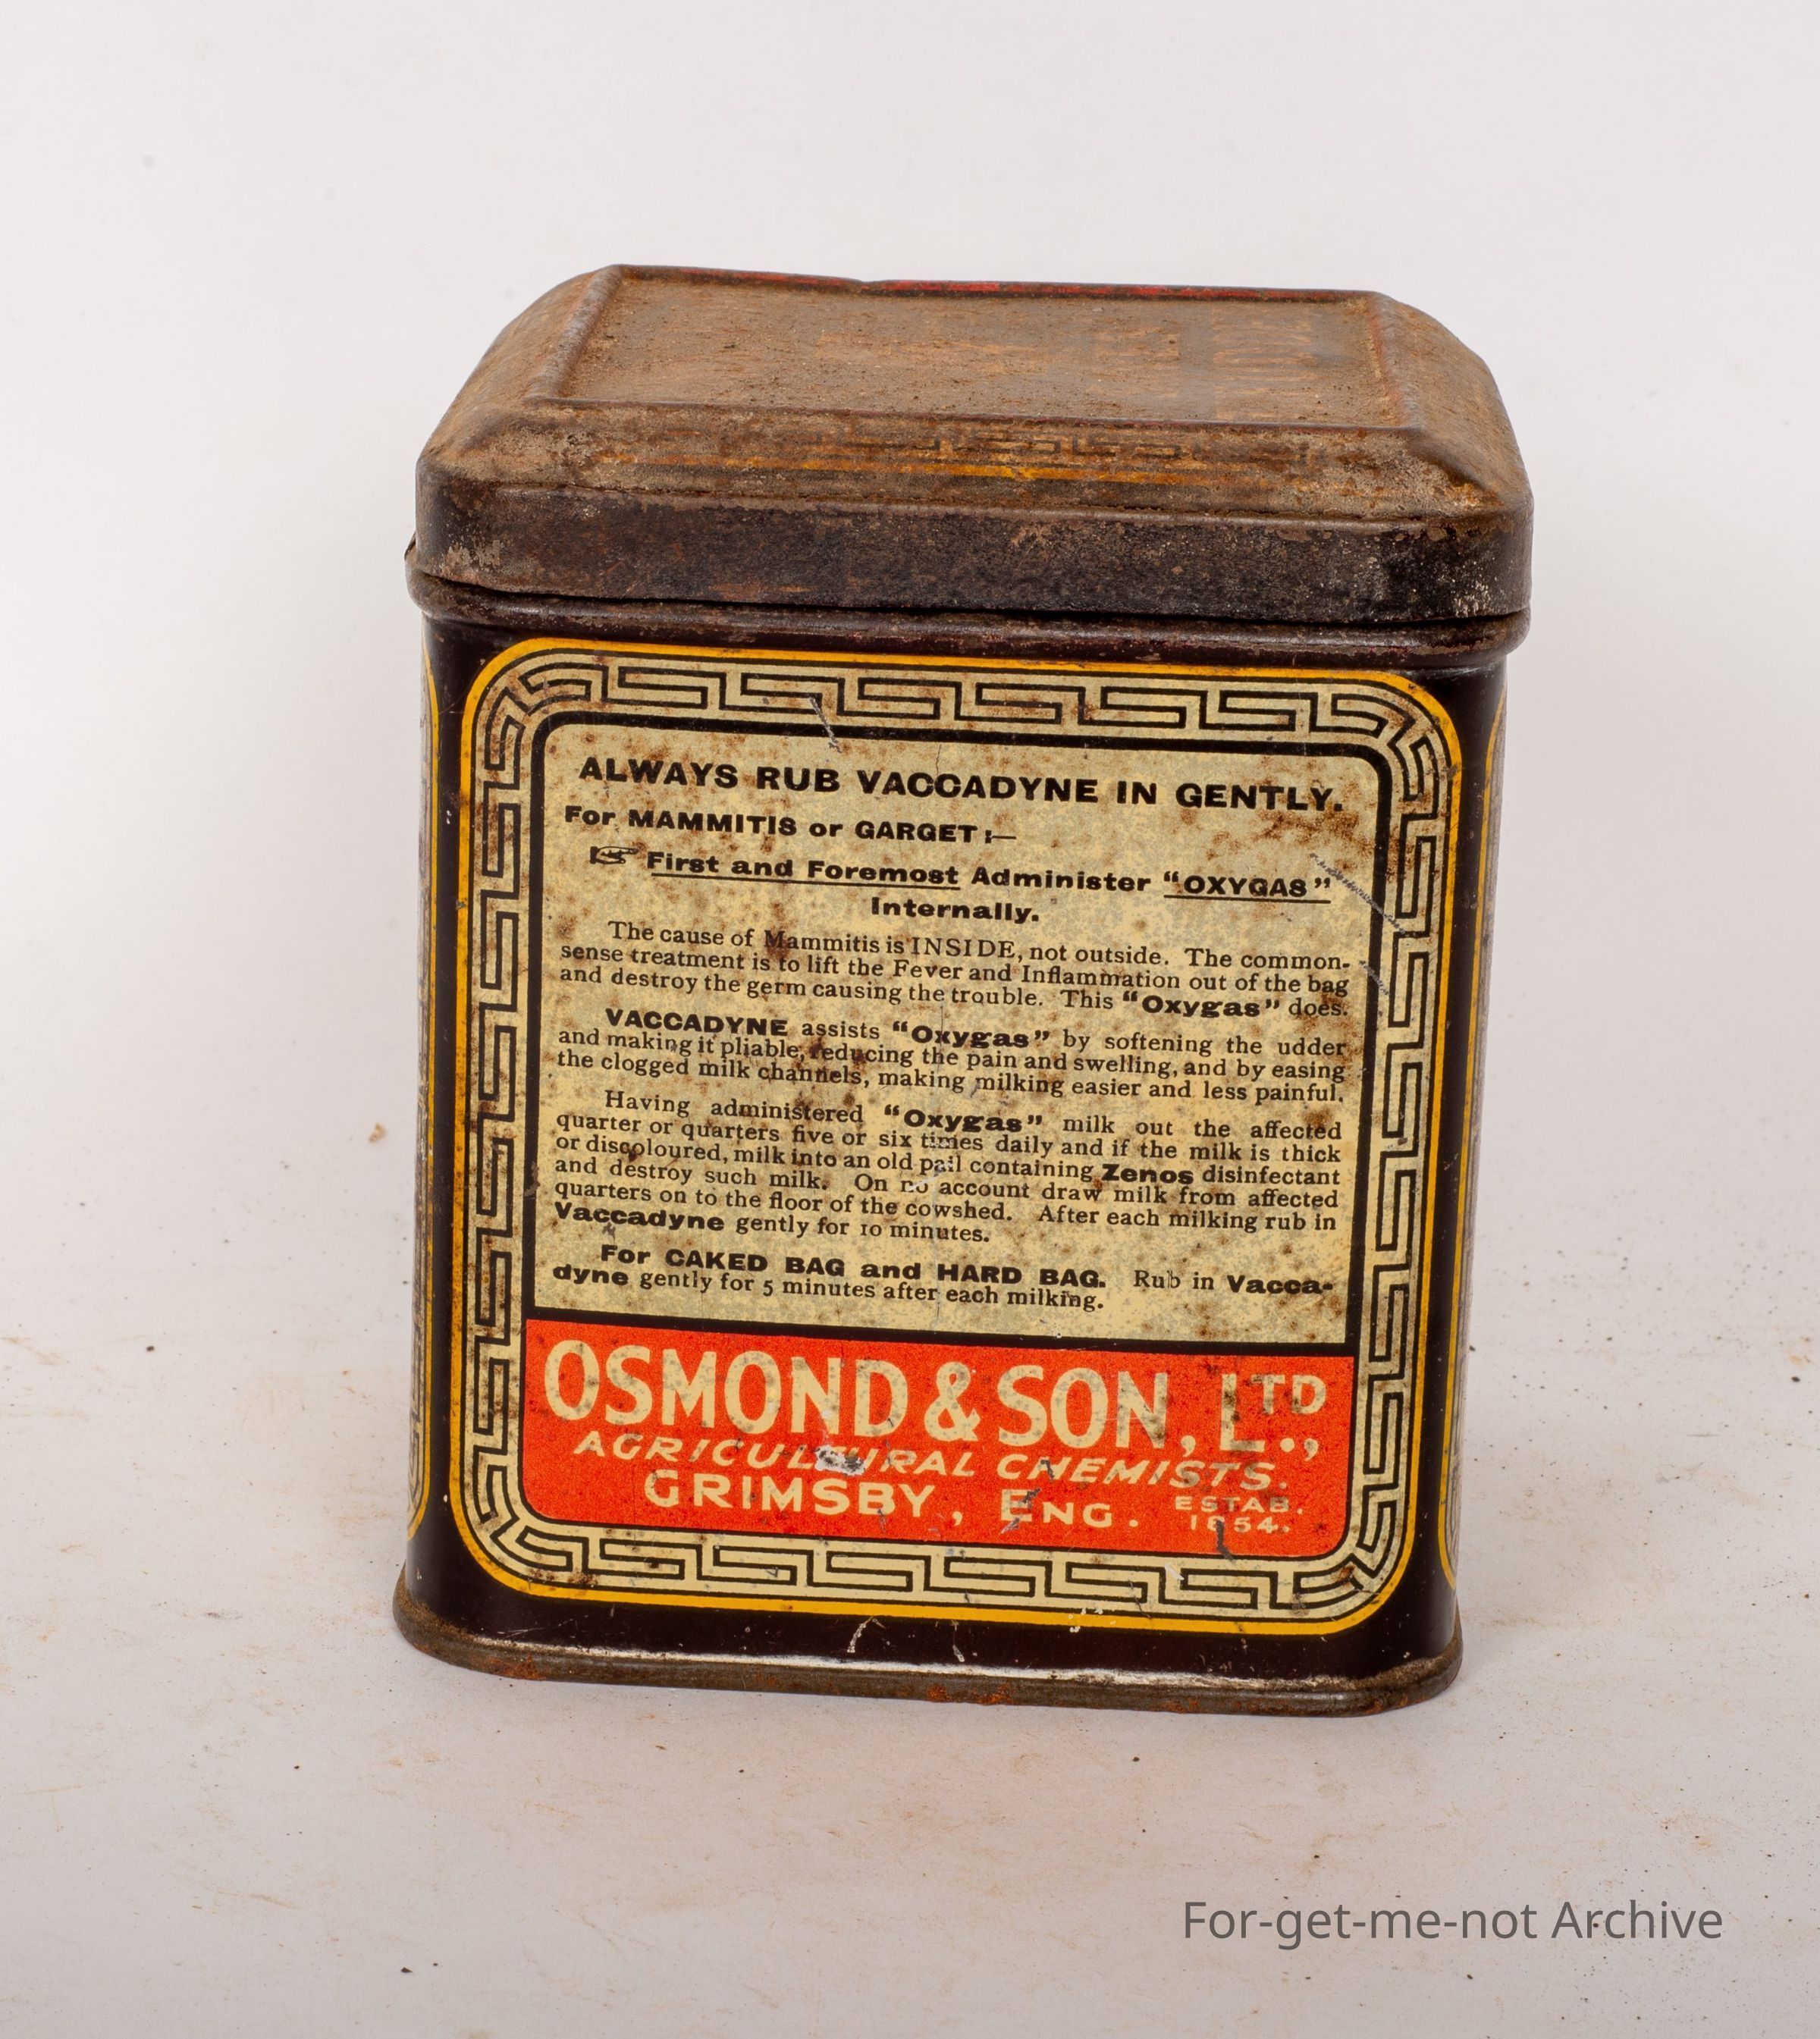 ALWAYS RUB VACCADYNE IN GENTLY.
For MAMMITIS or GARGET :—
☞ First and Foremost Administer “OXYGAS”
Internally.
The cause of Mammitis is INSIDE, not outside. The common-
sense treatment is to lift the Fever and Inflammation out of the bag
and destroy the germ causing the trouble. This “Oxygas” does.
VACCADYNE assists “Oxygas” by softening the udder
and making it pliable, reducing the pain and swelling, and by easing
the clogged milk channels, making milking easier and less painful.
Having administered “Oxygas” milk out the affected
quarter or quarters five or six times daily and if the milk is thick
or discoloured, milk into an old pail containing Zenos disinfectant
and destroy such milk. On no account draw milk from affected
quarters on to the floor of the cowshed. After each milking rub in
Vaccadyne gently for 10 minutes.
For CAKED BAG and HARD BAG. Rub in Vacca-
dyne gently for 5 minutes after each milking.
OSMOND & SON, LTD.,
AGRICULTURAL CHEMISTS.
GRIMSBY, ENG. ESTAB.
1854.
For-get-me-not Archive